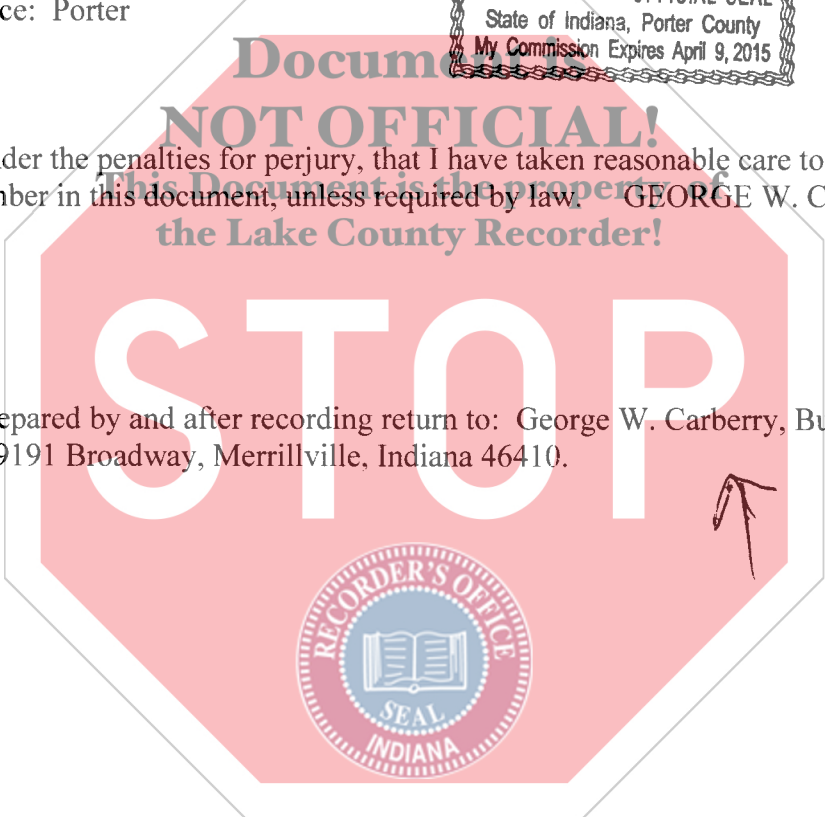 ce: Porter
State of Indiana, Porter County
My Commission Expires April 9, 2015
Document is
NOT OFFICIAL!
der the penalties for perjury, that I have taken reasonable care to
This Document is the property of
nber in this document, unless required by law. GEORGE W. C
the Lake County Recorder!
STOP
epared by and after recording return to: George W. Carberry, Bu
9191 Broadway, Merrillville, Indiana 46410.
RECORDER'S OFFICE
SEAL
INDIANA